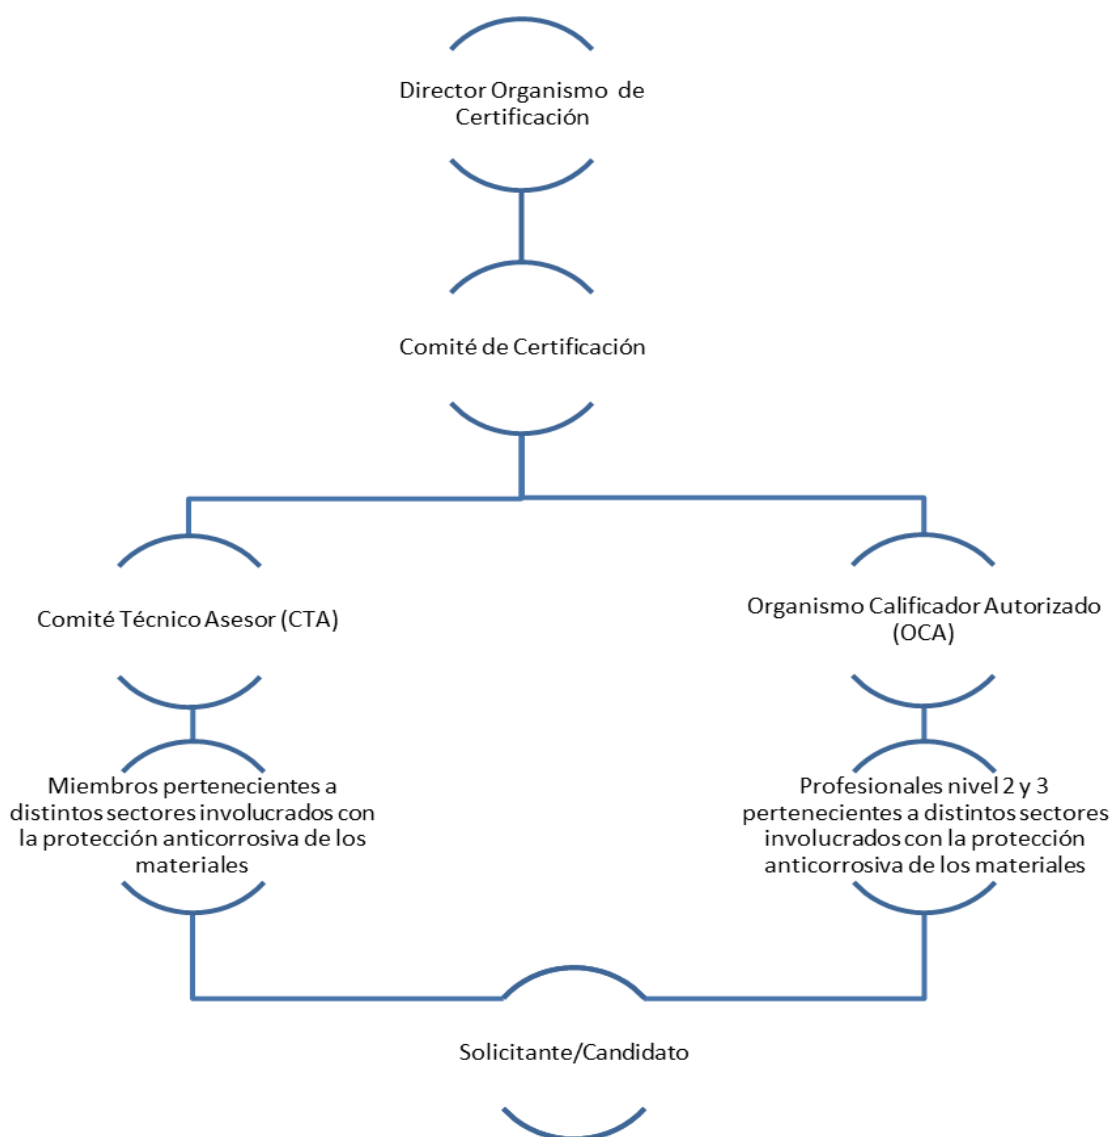 Director Organismo de
Certificación
Comité de Certificación
Comité Técnico Asesor (CTA)
Organismo Calificador Autorizado
(OCA)
Miembros pertenecientes a
distintos sectores involucrados con
la protección anticorrosiva de los
materiales
Profesionales nivel 2 y 3
pertenecientes a distintos sectores
involucrados con la protección
anticorrosiva de los materiales
Solicitante/Candidato